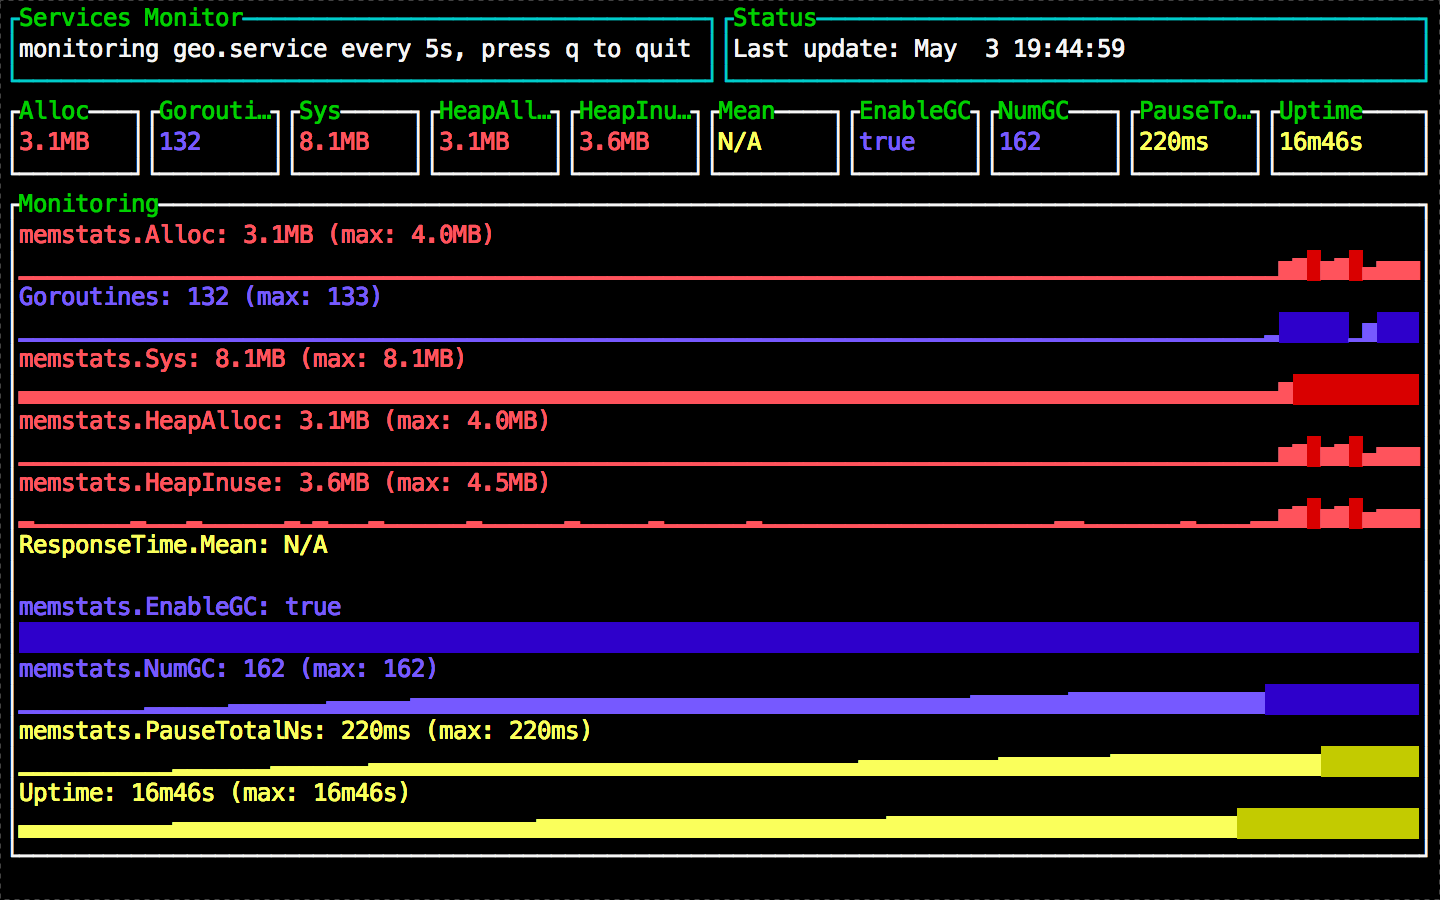 Services Monitor
monitoring geo.service every 5s, press q to quit
Status
Last update: May  3 19:44:59
Alloc
3.1MB
Gorouti…
132
Sys
8.1MB
HeapAll…
3.1MB
HeapInu…
3.6MB
Mean
N/A
EnableGC
true
NumGC
162
PauseTo…
220ms
Uptime
16m46s
Monitoring
memstats.Alloc: 3.1MB (max: 4.0MB)
Goroutines: 132 (max: 133)
memstats.Sys: 8.1MB (max: 8.1MB)
memstats.HeapAlloc: 3.1MB (max: 4.0MB)
memstats.HeapInuse: 3.6MB (max: 4.5MB)
ResponseTime.Mean: N/A
memstats.EnableGC: true
memstats.NumGC: 162 (max: 162)
memstats.PauseTotalNs: 220ms (max: 220ms)
Uptime: 16m46s (max: 16m46s)